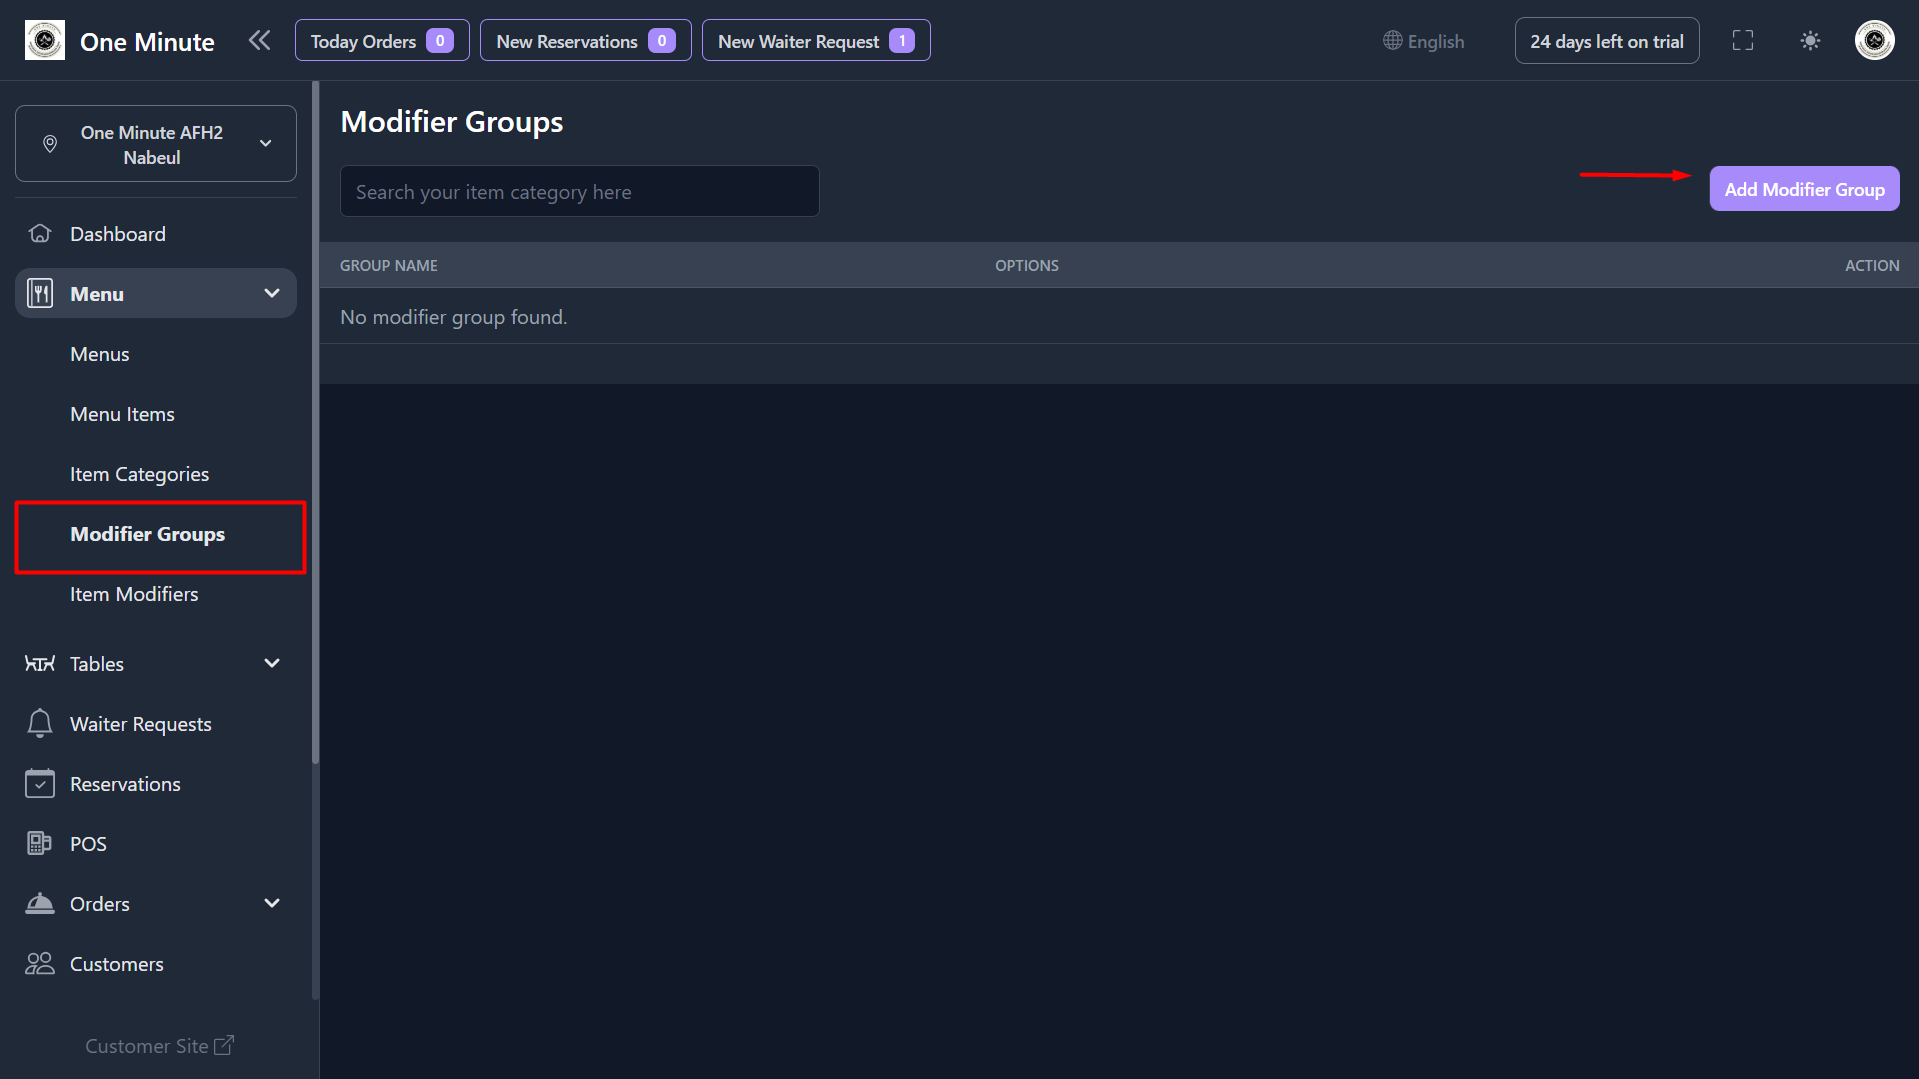 One Minute
Today Orders 0
New Reservations 0
New Waiter Request 1
English
24 days left on trial
One Minute AFH2
Nabeul
Dashboard
Menu
Menus
Menu Items
Item Categories
Modifier Groups
Item Modifiers
Tables
Waiter Requests
Reservations
POS
Orders
Customers
Customer Site
Modifier Groups
Search your item category here
Add Modifier Group
GROUP NAME OPTIONS ACTION
No modifier group found.